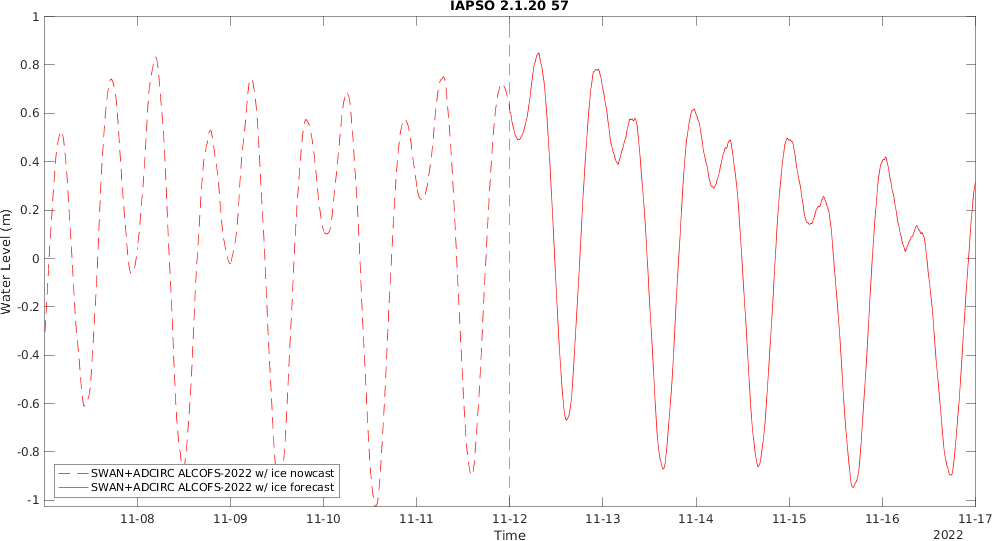 IAPSO 2.1.20 57
1
0.8
0.6
0.4
0.2
0
-0.2
-0.4
-0.6
-0.8
-1
Water Level (m)
SWAN+ADCIRC ALCOFS-2022 w/ ice nowcast
SWAN+ADCIRC ALCOFS-2022 w/ ice forecast
11-08 11-09 11-10 11-11 11-12 11-13 11-14 11-15 11-16 11-17
Time
2022